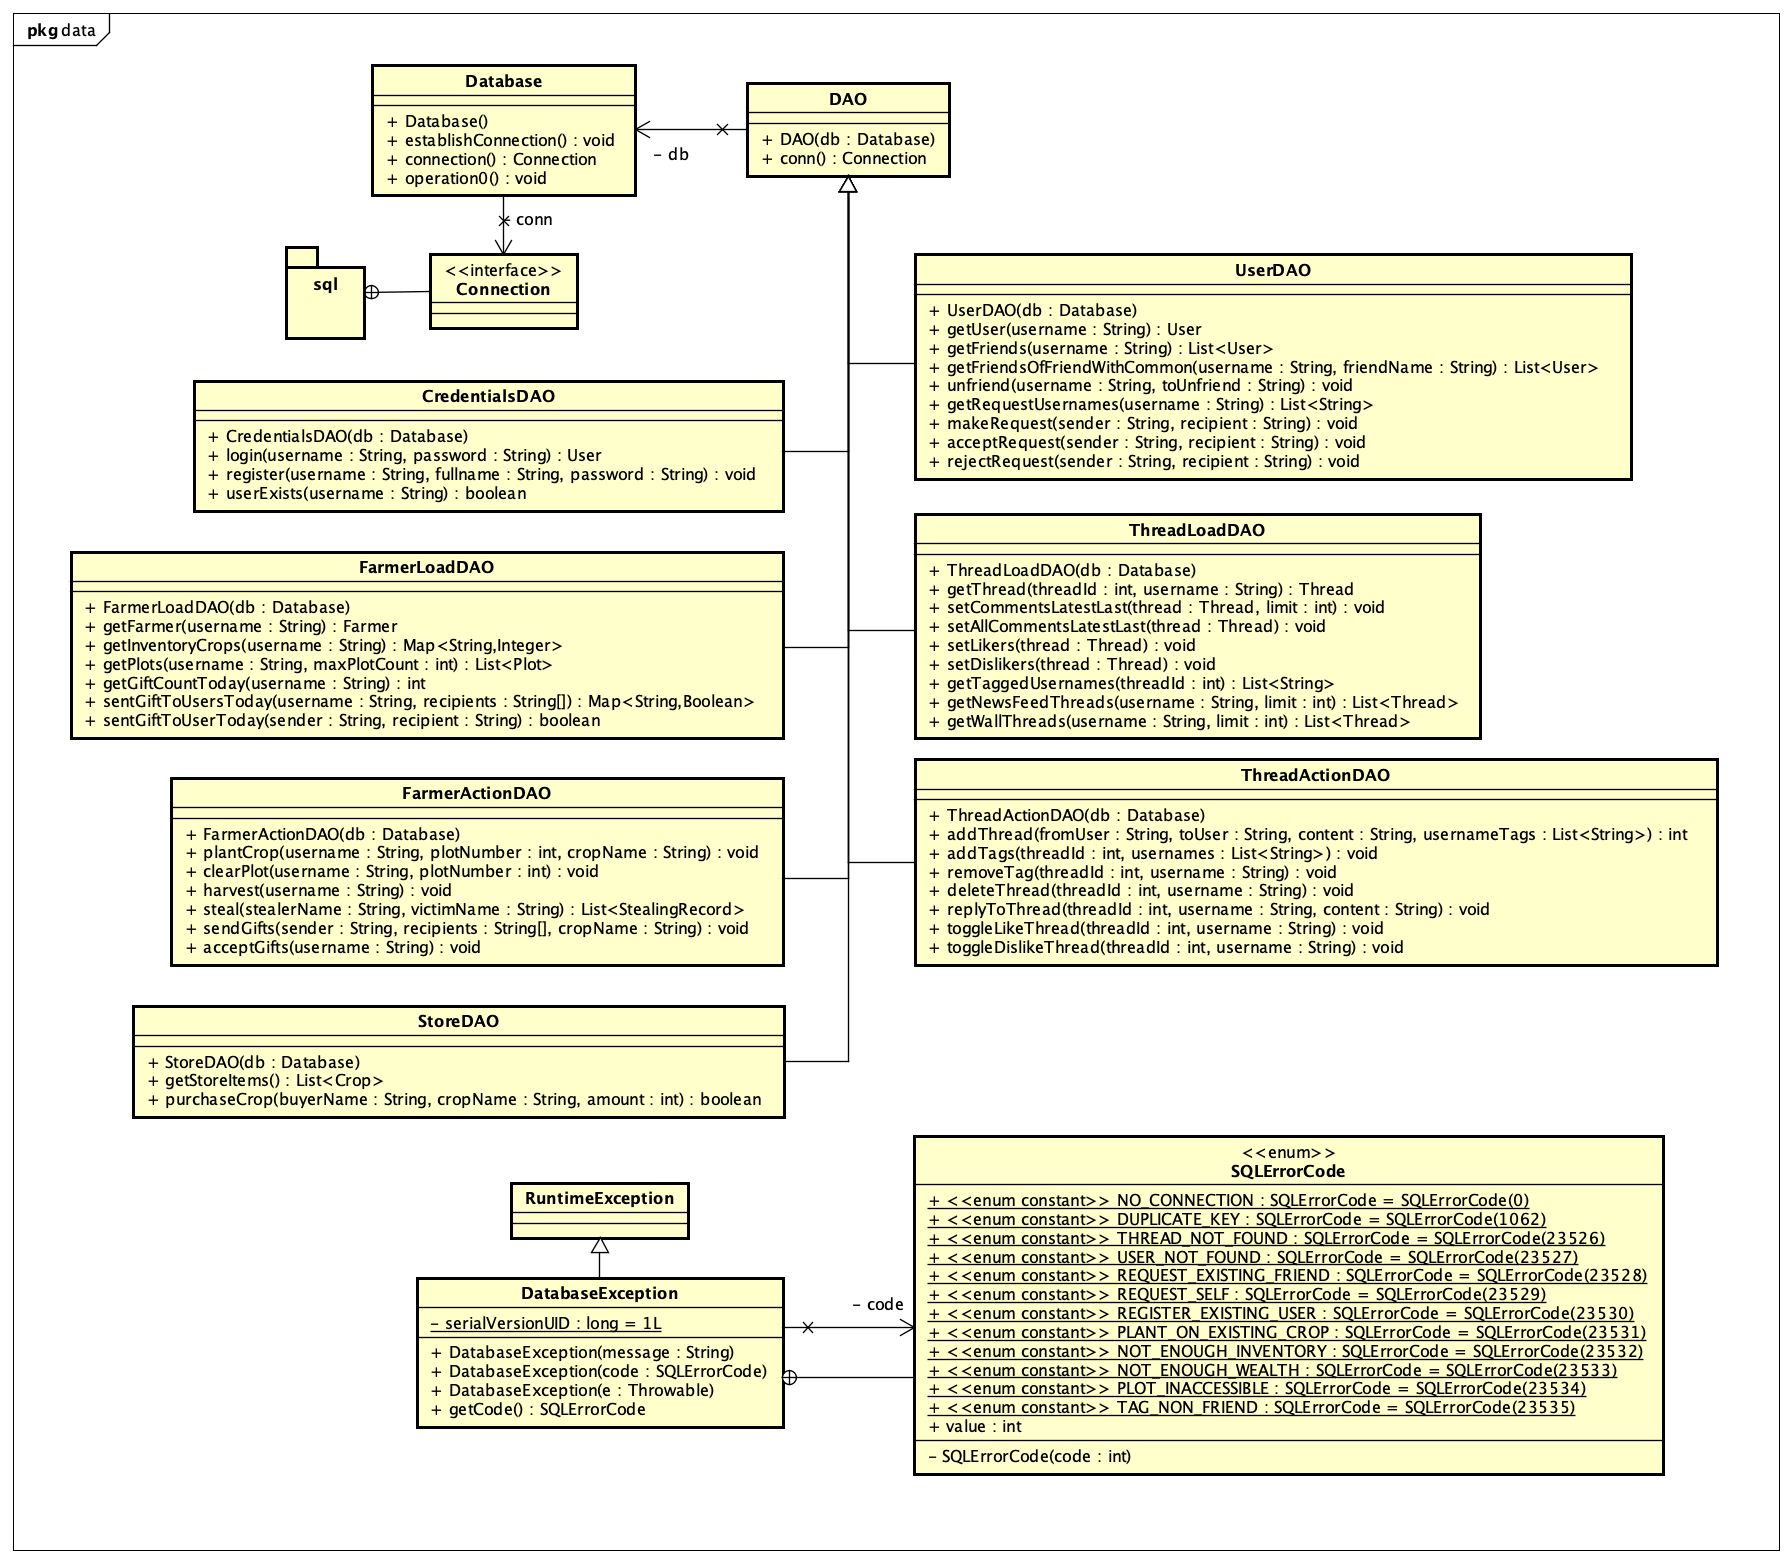 pkg data
Database
+ Database()
+ establishConnection() : void
+ connection() : Connection
+ operation0() : void
DAO
+ DAO(db : Database)
+ conn() : Connection
– db
– conn
sql
<<interface>>
Connection
UserDAO
+ UserDAO(db : Database)
+ getUser(username : String) : User
+ getFriends(username : String) : List<User>
+ getFriendsOfFriendWithCommon(username : String, friendName : String) : List<User>
+ unfriend(username : String, toUnfriend : String) : void
+ getRequestUsernames(username : String) : List<String>
+ makeRequest(sender : String, recipient : String) : void
+ acceptRequest(sender : String, recipient : String) : void
+ rejectRequest(sender : String, recipient : String) : void
CredentialsDAO
+ CredentialsDAO(db : Database)
+ login(username : String, password : String) : User
+ register(username : String, fullname : String, password : String) : void
+ userExists(username : String) : boolean
ThreadLoadDAO
+ ThreadLoadDAO(db : Database)
+ getThread(threadId : int, username : String) : Thread
+ setCommentsLatestLast(thread : Thread, limit : int) : void
+ setAllCommentsLatestLast(thread : Thread) : void
+ setLikers(thread : Thread) : void
+ setDislikers(thread : Thread) : void
+ getTaggedUsernames(threadId : int) : List<String>
+ getNewsFeedThreads(username : String, limit : int) : List<Thread>
+ getWallThreads(username : String, limit : int) : List<Thread>
FarmerLoadDAO
+ FarmerLoadDAO(db : Database)
+ getFarmer(username : String) : Farmer
+ getInventoryCrops(username : String) : Map<String,Integer>
+ getPlots(username : String, maxPlotCount : int) : List<Plot>
+ getGiftCountToday(username : String) : int
+ sentGiftToUsersToday(username : String, recipients : String[]) : Map<String,Boolean>
+ sentGiftToUserToday(sender : String, recipient : String) : boolean
ThreadActionDAO
+ ThreadActionDAO(db : Database)
+ addThread(fromUser : String, toUser : String, content : String, usernameTags : List<String>) : int
+ addTags(threadId : int, usernames : List<String>) : void
+ removeTag(threadId : int, username : String) : void
+ deleteThread(threadId : int, username : String) : void
+ replyToThread(threadId : int, username : String, content : String) : void
+ toggleLikeThread(threadId : int, username : String) : void
+ toggleDislikeThread(threadId : int, username : String) : void
FarmerActionDAO
+ FarmerActionDAO(db : Database)
+ plantCrop(username : String, plotNumber : int, cropName : String) : void
+ clearPlot(username : String, plotNumber : int) : void
+ harvest(username : String) : void
+ steal(stealerName : String, victimName : String) : List<StealingRecord>
+ sendGifts(sender : String, recipients : String[], cropName : String) : void
+ acceptGifts(username : String) : void
StoreDAO
+ StoreDAO(db : Database)
+ getStoreItems() : List<Crop>
+ purchaseCrop(buyerName : String, cropName : String, amount : int) : boolean
RuntimeException
DatabaseException
– serialVersionUID : long = 1L
+ DatabaseException(message : String)
+ DatabaseException(code : SQLErrorCode)
+ DatabaseException(e : Throwable)
+ getCode() : SQLErrorCode
– code
<<enum>>
SQLErrorCode
+ <<enum constant>> NO_CONNECTION : SQLErrorCode = SQLErrorCode(0)
+ <<enum constant>> DUPLICATE_KEY : SQLErrorCode = SQLErrorCode(1062)
+ <<enum constant>> THREAD_NOT_FOUND : SQLErrorCode = SQLErrorCode(23526)
+ <<enum constant>> USER_NOT_FOUND : SQLErrorCode = SQLErrorCode(23527)
+ <<enum constant>> REQUEST_EXISTING_FRIEND : SQLErrorCode = SQLErrorCode(23528)
+ <<enum constant>> REQUEST_SELF : SQLErrorCode = SQLErrorCode(23529)
+ <<enum constant>> REGISTER_EXISTING_USER : SQLErrorCode = SQLErrorCode(23530)
+ <<enum constant>> PLANT_ON_EXISTING_CROP : SQLErrorCode = SQLErrorCode(23531)
+ <<enum constant>> NOT_ENOUGH_INVENTORY : SQLErrorCode = SQLErrorCode(23532)
+ <<enum constant>> NOT_ENOUGH_WEALTH : SQLErrorCode = SQLErrorCode(23533)
+ <<enum constant>> PLOT_INACCESSIBLE : SQLErrorCode = SQLErrorCode(23534)
+ <<enum constant>> TAG_NON_FRIEND : SQLErrorCode = SQLErrorCode(23535)
+ value : int
– SQLErrorCode(code : int)